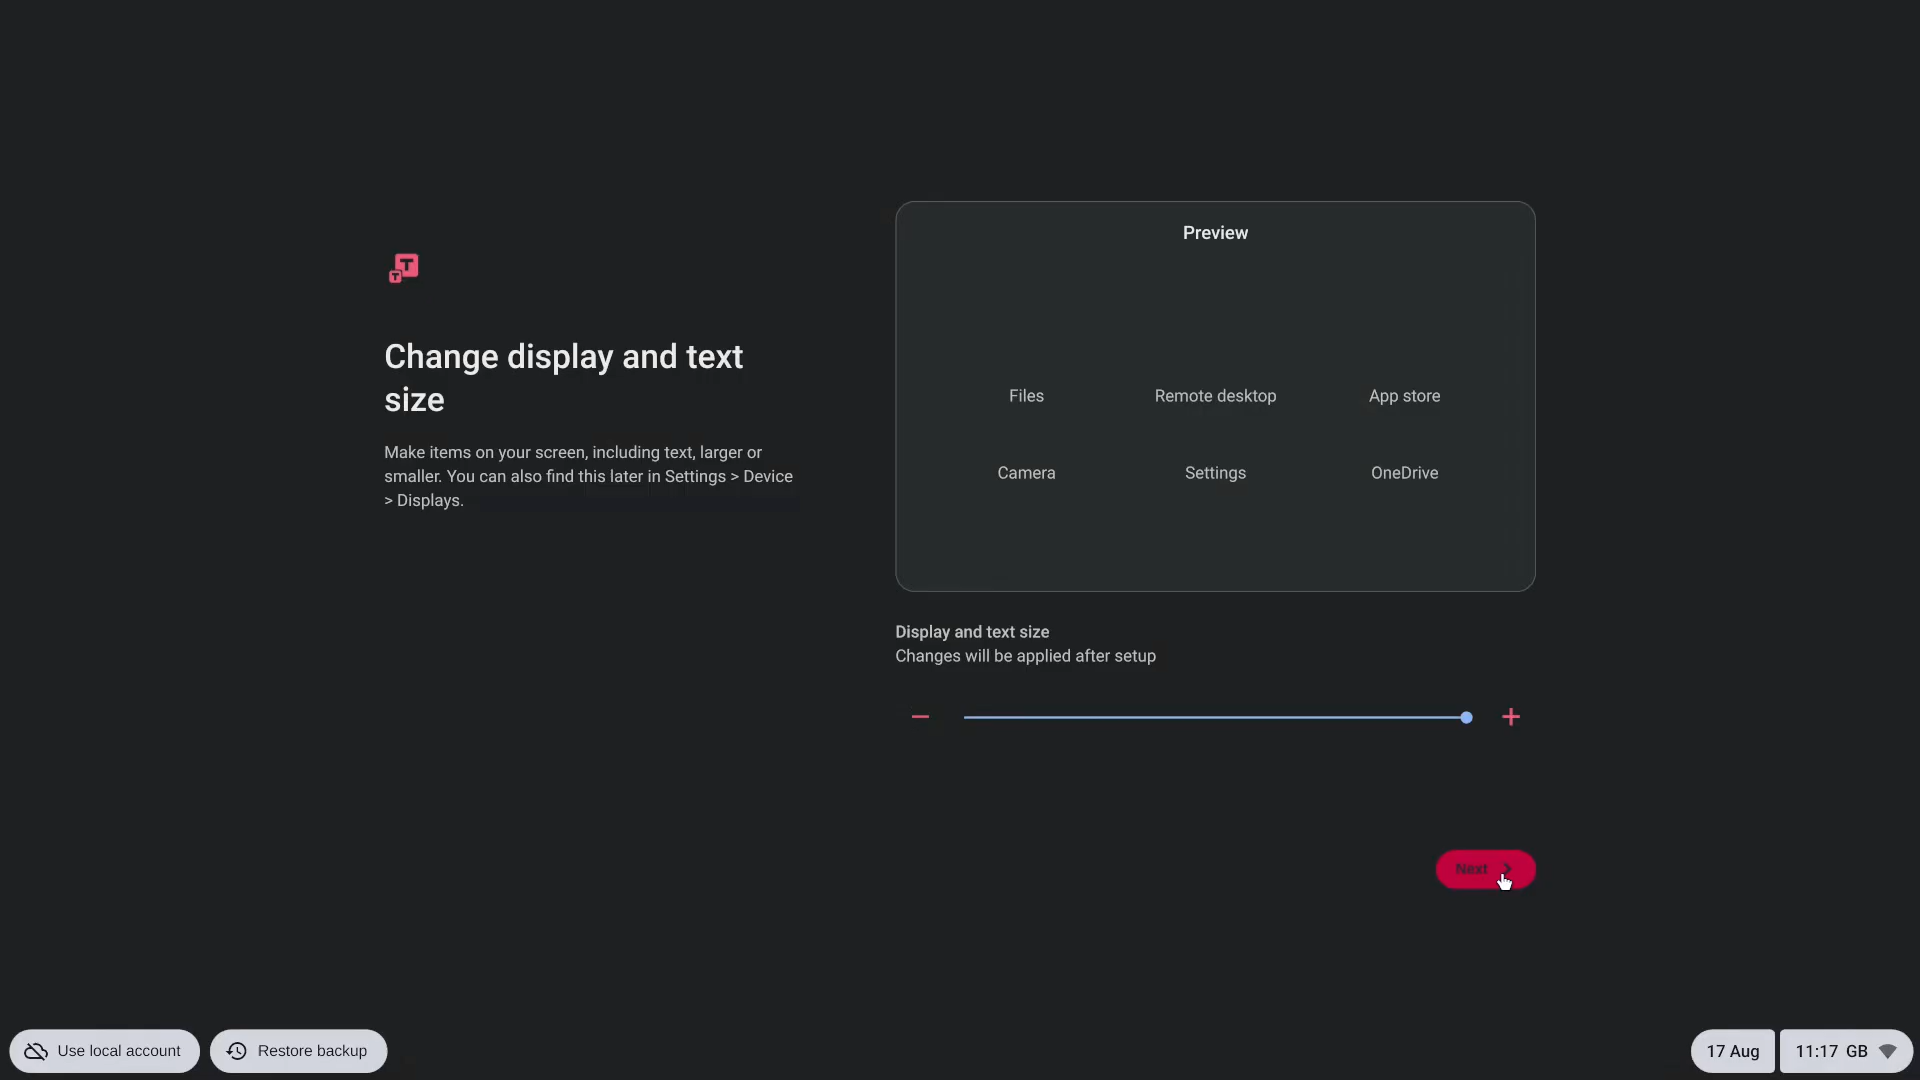 T
T
Change display and text
size
Make items on your screen, including text, larger or
smaller. You can also find this later in Settings > Device
> Displays.
Preview
Files Remote desktop App store
Camera Settings OneDrive
Display and text size
Changes will be applied after setup
Next
Use local account Restore backup 17 Aug 11:17 GB